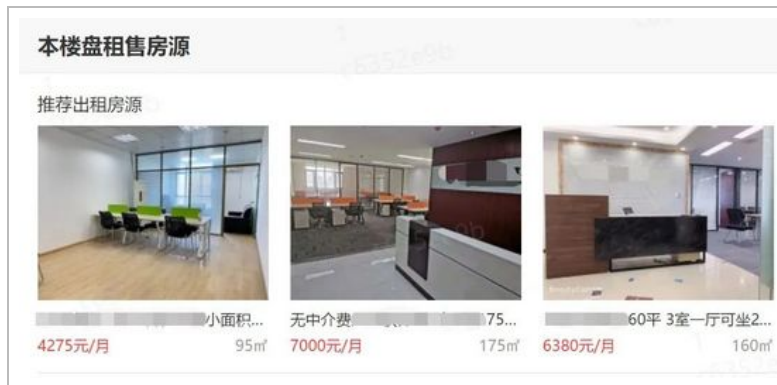 本楼盘租售房源
推荐出租房源
小面积...
4275元/月 95㎡
无中介费 75...
7000元/月 175㎡
60平 3室一厅可坐2...
6380元/月 160㎡